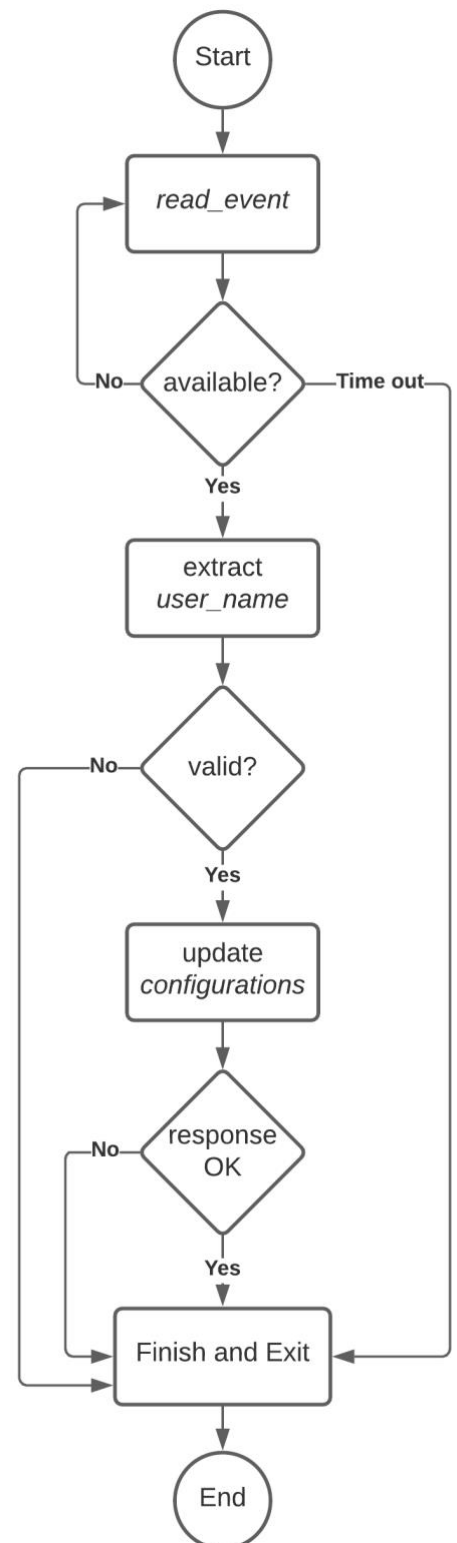 Start
read_event
available?
No
Time out
Yes
extract
user_name
valid?
No
Yes
update
configurations
response
OK
No
Yes
Finish and Exit
End